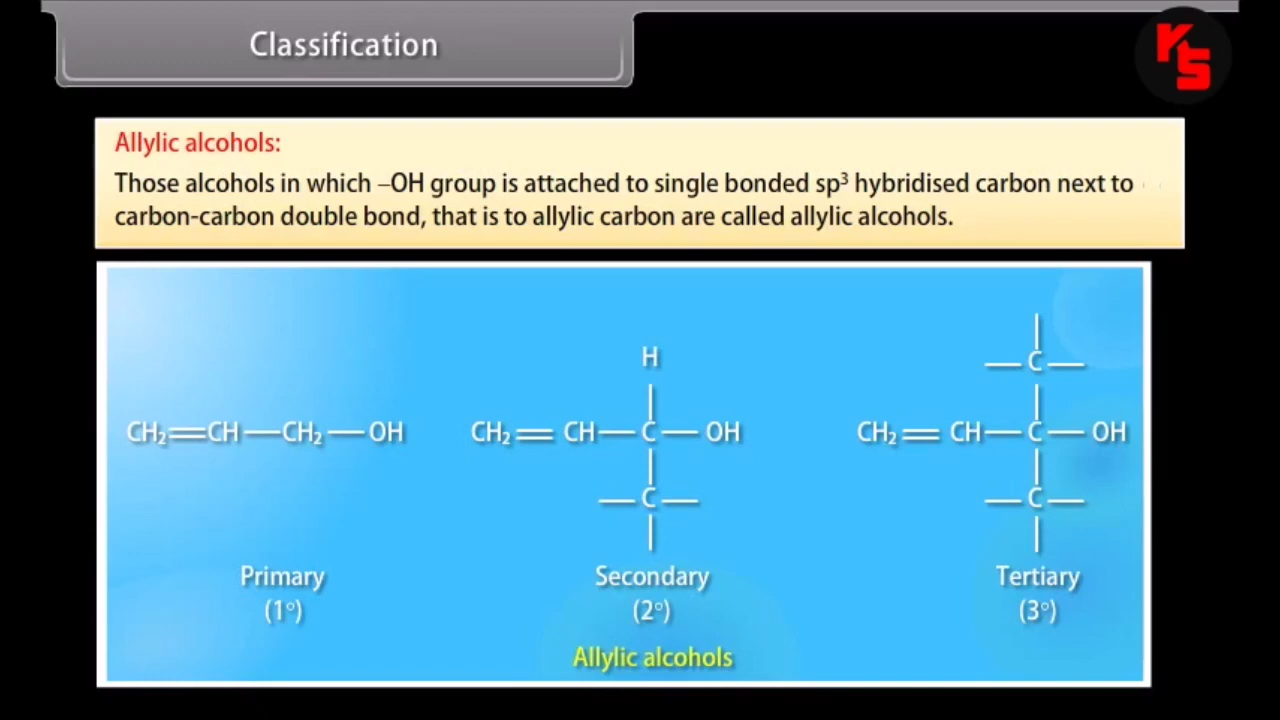 Classification
KS
Allylic alcohols:
Those alcohols in which –OH group is attached to single bonded sp³ hybridised carbon next to
carbon-carbon double bond, that is to allylic carbon are called allylic alcohols.
H
C
CH₂=CH—CH₂—OH
CH₂=CH—C—OH
CH₂=CH—C—OH
C
C
Primary
Secondary
Tertiary
(1°)
(2°)
(3°)
Allylic alcohols